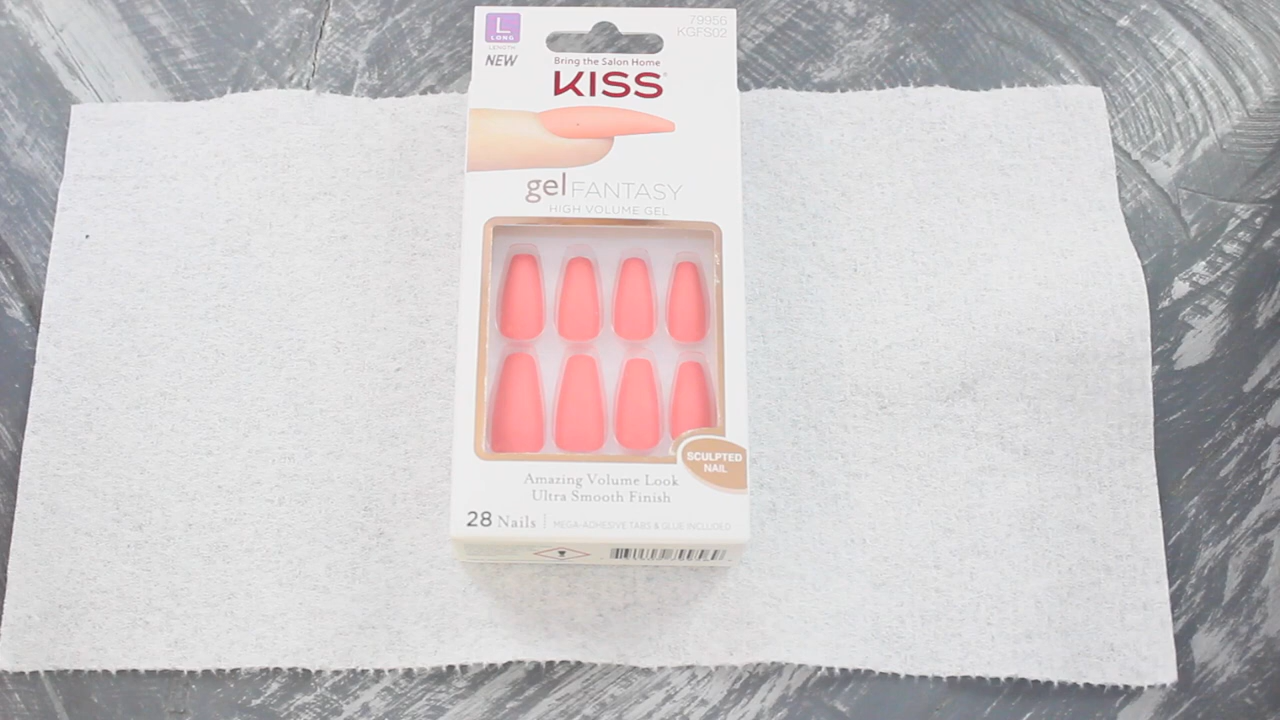 L
LONG
LENGTH
NEW
79956
KGFS02
Bring the Salon Home
KISS
gel FANTASY
HIGH VOLUME GEL
SCULPTED
NAIL
Amazing Volume Look
Ultra Smooth Finish
28 Nails | MEGA-ADHESIVE TABS & GLUE INCLUDED